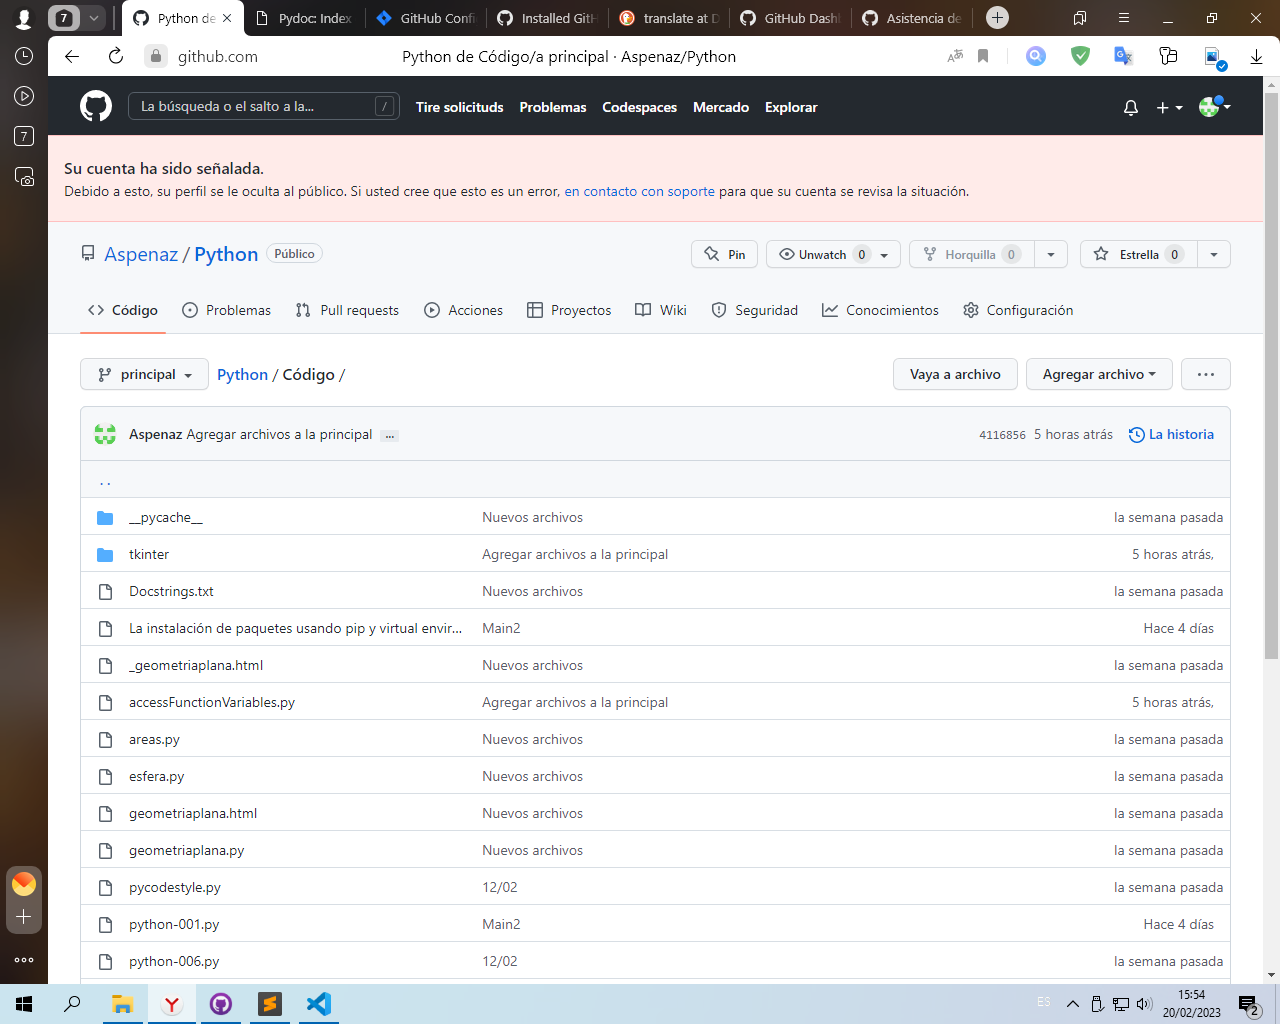 7 Python de Pydoc: Index GitHub Confi Installed GitH translate at D GitHub Dash Asistencia de
github.com Python de Código/a principal · Aspenaz/Python
7
La búsqueda o el salto a la... / Tire solicituds Problemas Codespaces Mercado Explorar
Su cuenta ha sido señalada.
Debido a esto, su perfil se le oculta al público. Si usted cree que esto es un error, en contacto con soporte para que su cuenta se revisa la situación.
Aspenaz / Python Público Pin Unwatch 0 Horquilla 0 Estrella 0
Código Problemas Pull requests Acciones Proyectos Wiki Seguridad Conocimientos Configuración
principal Python / Código / Vaya a archivo Agregar archivo ...
Aspenaz Agregar archivos a la principal ... 4116856 5 horas atrás La historia
..
__pycache__ Nuevos archivos la semana pasada
tkinter Agregar archivos a la principal 5 horas atrás,
Docstrings.txt Nuevos archivos la semana pasada
La instalación de paquetes usando pip y virtual envir... Main2 Hace 4 días
_geometriaplana.html Nuevos archivos la semana pasada
accessFunctionVariables.py Agregar archivos a la principal 5 horas atrás,
areas.py Nuevos archivos la semana pasada
esfera.py Nuevos archivos la semana pasada
geometriaplana.html Nuevos archivos la semana pasada
geometriaplana.py Nuevos archivos la semana pasada
pycodestyle.py 12/02 la semana pasada
python-001.py Main2 Hace 4 días
python-006.py 12/02 la semana pasada
ES 15:54
20/02/2023 2